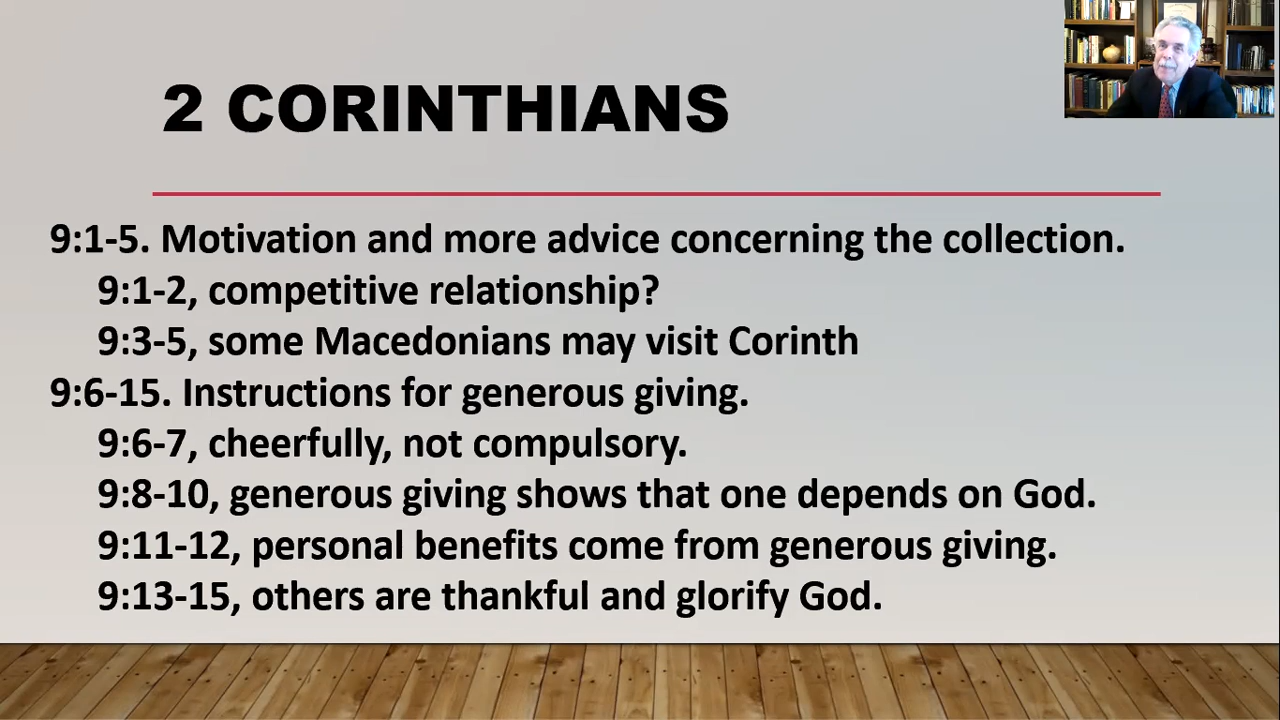 2 CORINTHIANS
9:1-5. Motivation and more advice concerning the collection.
9:1-2, competitive relationship?
9:3-5, some Macedonians may visit Corinth
9:6-15. Instructions for generous giving.
9:6-7, cheerfully, not compulsory.
9:8-10, generous giving shows that one depends on God.
9:11-12, personal benefits come from generous giving.
9:13-15, others are thankful and glorify God.